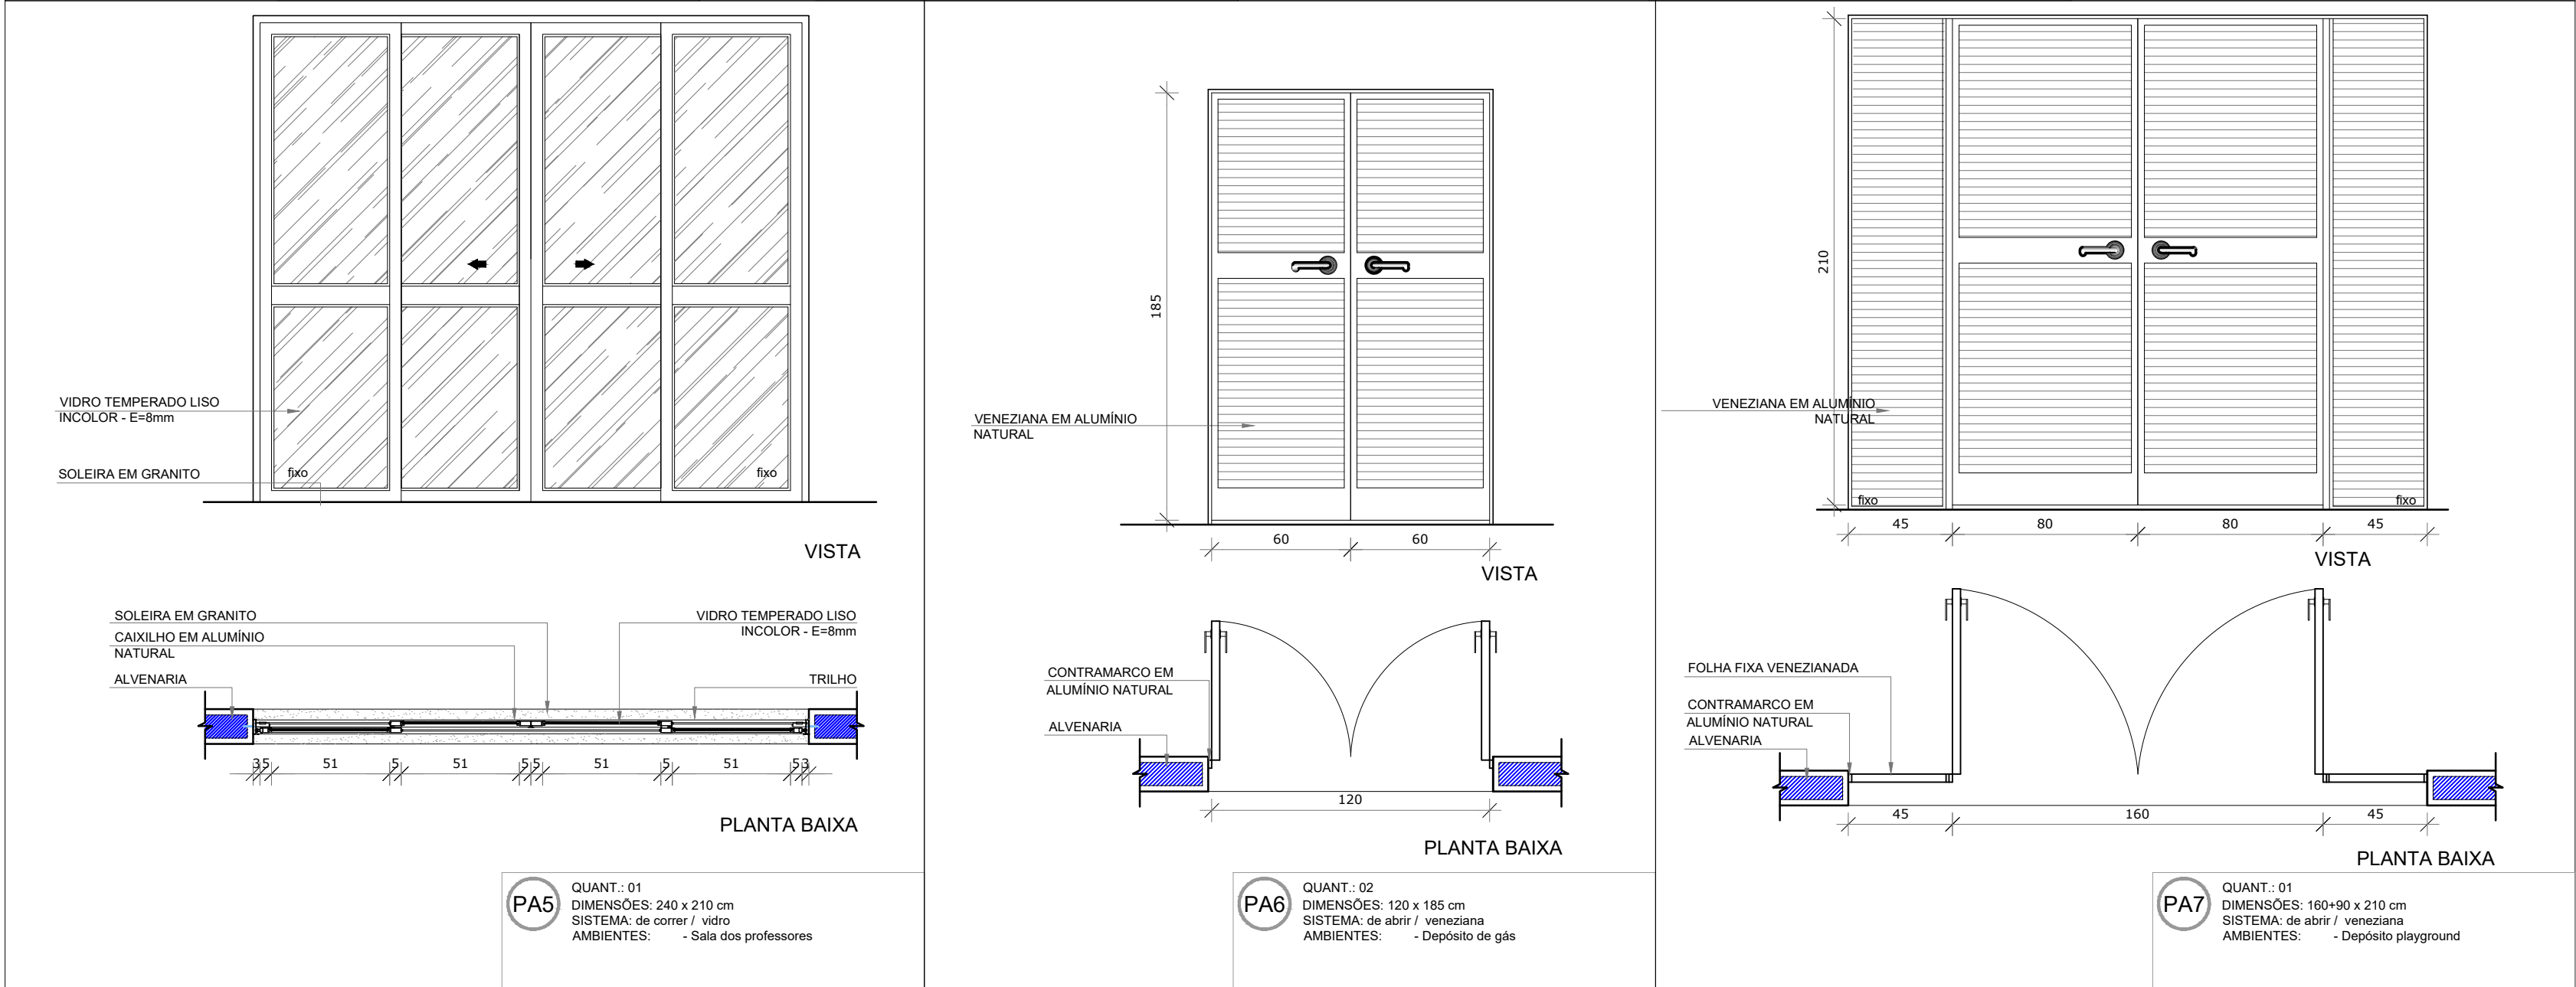 VIDRO TEMPERADO LISO
INCOLOR - E=8mm
SOLEIRA EM GRANITO
fixo
fixo
VISTA
SOLEIRA EM GRANITO
CAIXILHO EM ALUMÍNIO
NATURAL
ALVENARIA
VIDRO TEMPERADO LISO
INCOLOR - E=8mm
TRILHO
3 5 51 5 51 5 5 51 5 51 5 3
PLANTA BAIXA
PA5
QUANT.: 01
DIMENSÕES: 240 x 210 cm
SISTEMA: de correr / vidro
AMBIENTES: - Sala dos professores
185
VENEZIANA EM ALUMÍNIO
NATURAL
60 60
VISTA
CONTRAMARCO EM
ALUMÍNIO NATURAL
ALVENARIA
120
PLANTA BAIXA
PA6
QUANT.: 02
DIMENSÕES: 120 x 185 cm
SISTEMA: de abrir / veneziana
AMBIENTES: - Depósito de gás
210
VENEZIANA EM ALUMÍNIO
NATURAL
fixo
fixo
45 80 80 45
VISTA
FOLHA FIXA VENEZIANADA
CONTRAMARCO EM
ALUMÍNIO NATURAL
ALVENARIA
45 160 45
PLANTA BAIXA
PA7
QUANT.: 01
DIMENSÕES: 160+90 x 210 cm
SISTEMA: de abrir / veneziana
AMBIENTES: - Depósito playground